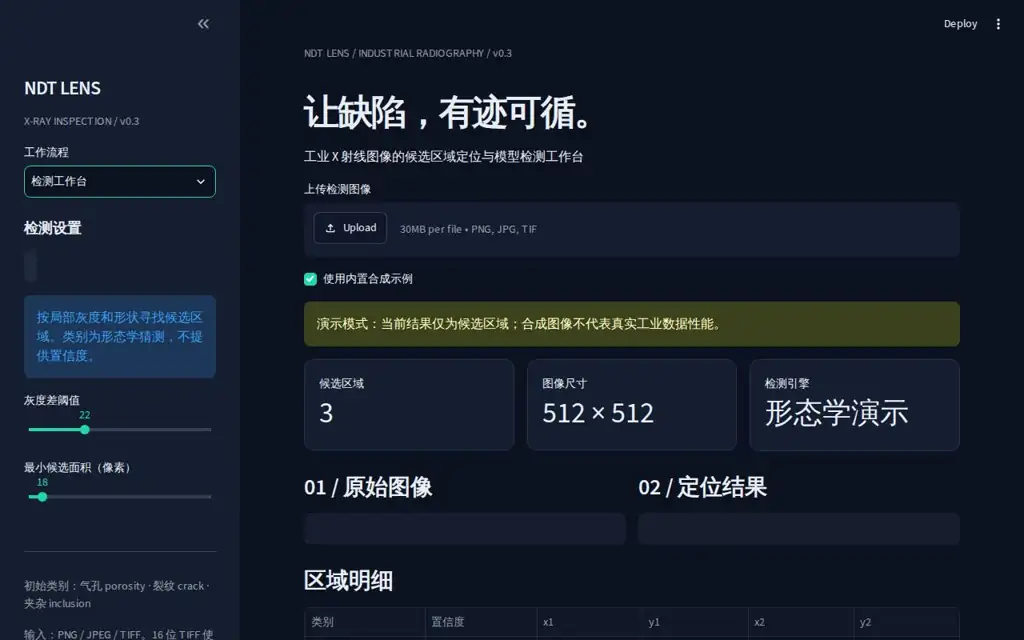 Deploy
NDT LENS
X-RAY INSPECTION / v0.3
工作流程
检测工作台
检测设置
按局部灰度和形状寻找候选区
域。类别为形态学猜测，不提
供置信度。
灰度差阈值
22
最小候选面积（像素）
18
初始类别：气孔 porosity · 裂纹 crack ·
夹杂 inclusion
输入：PNG / JPEG / TIFF。16 位 TIFF 使
NDT LENS / INDUSTRIAL RADIOGRAPHY / v0.3
让缺陷，有迹可循。
工业 X 射线图像的候选区域定位与模型检测工作台
上传检测图像
Upload
30MB per file • PNG, JPG, TIF
使用内置合成示例
演示模式：当前结果仅为候选区域；合成图像不代表真实工业数据性能。
候选区域
3
图像尺寸
512 × 512
检测引擎
形态学演示
01 / 原始图像
02 / 定位结果
区域明细
类别 置信度 x1 y1 x2 y2